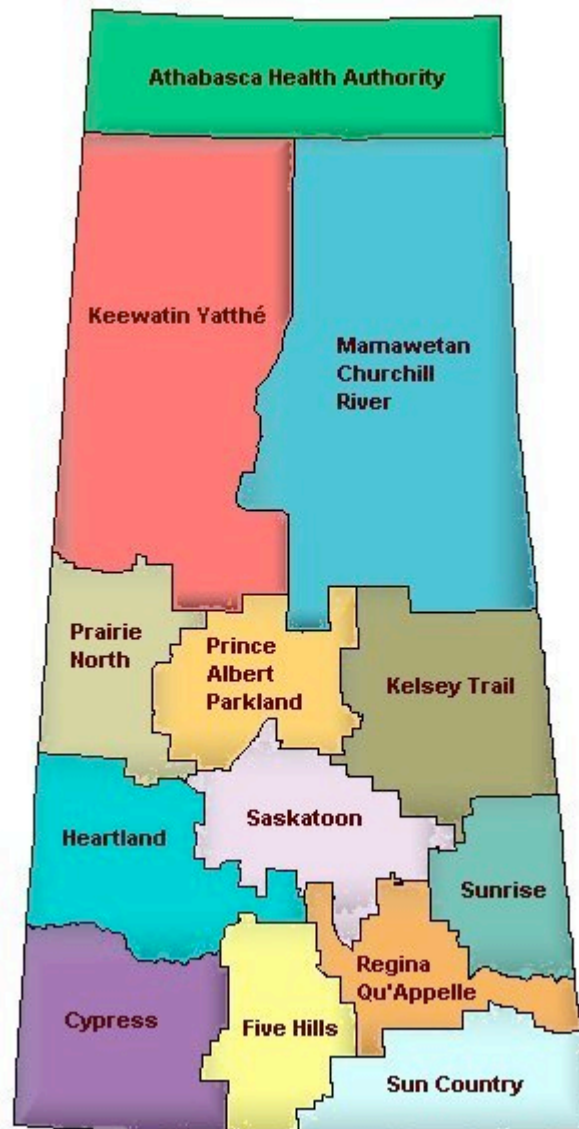 Athabasca Health Authority
Keewatin Yatthé
Mamawetan
Churchill
River
Prairie
North
Prince
Albert
Parkland
Kelsey Trail
Saskatoon
Heartland
Sunrise
Regina
Qu'Appelle
Cypress
Five Hills
Sun Country